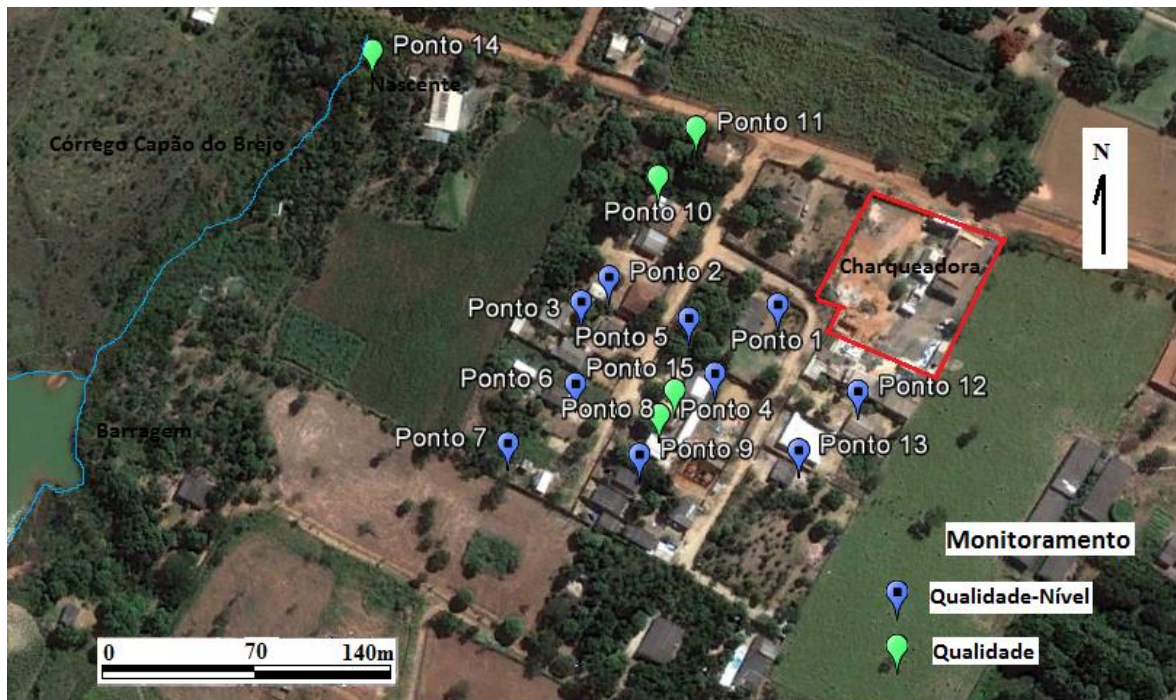 Ponto 14
Nascente
Córrego Capão do Brejo
Ponto 11
N
Ponto 10
Charqueadora
Ponto 2
Ponto 3
Ponto 5
Ponto 1
Ponto 15
Ponto 6
Ponto 12
Ponto 8
Ponto 4
Barragem
Ponto 7
Ponto 9
Ponto 13
Monitoramento
Qualidade-Nível
Qualidade
0 70 140m